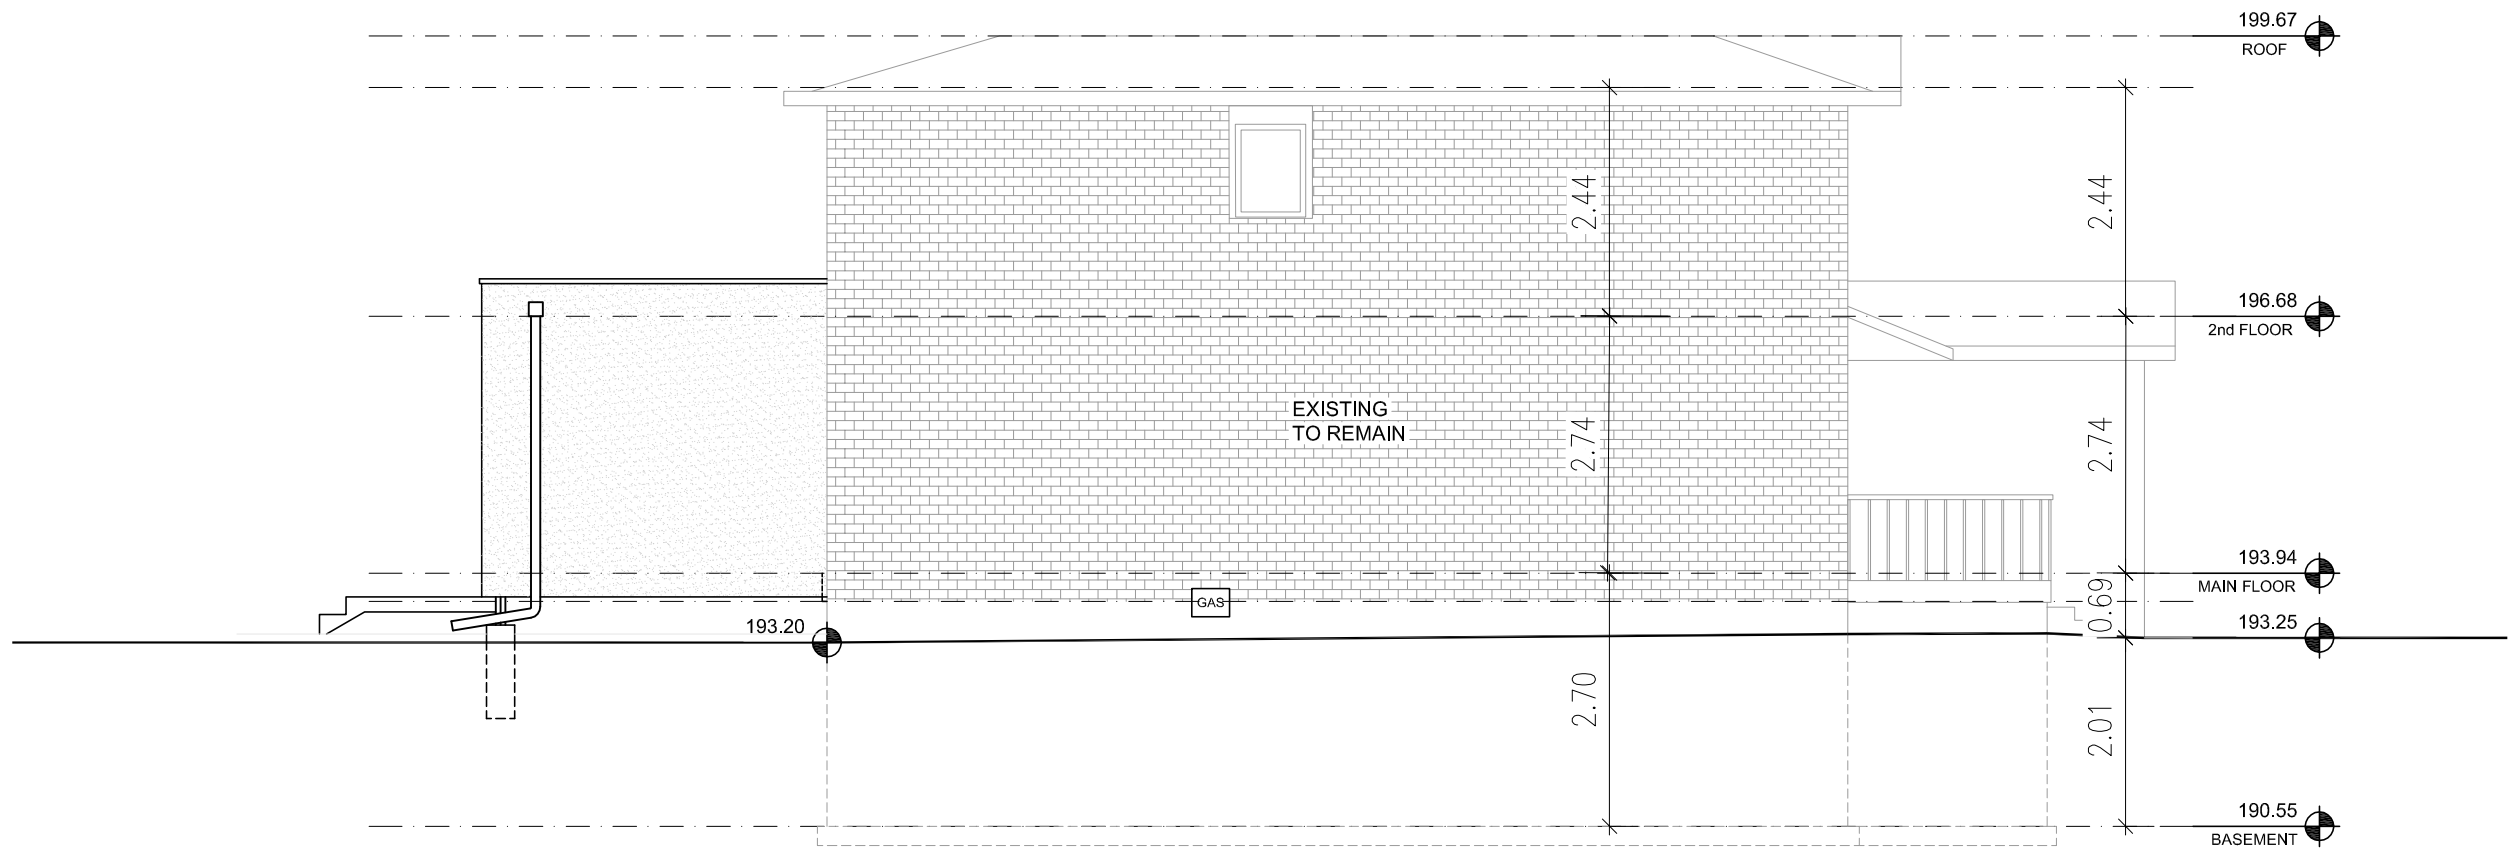 199.67
ROOF
2.44
2.44
196.68
2nd FLOOR
EXISTING
TO REMAIN
2.74
2.74
193.94
MAIN FLOOR
GAS
0.69
193.20
193.25
2.70
2.01
190.55
BASEMENT